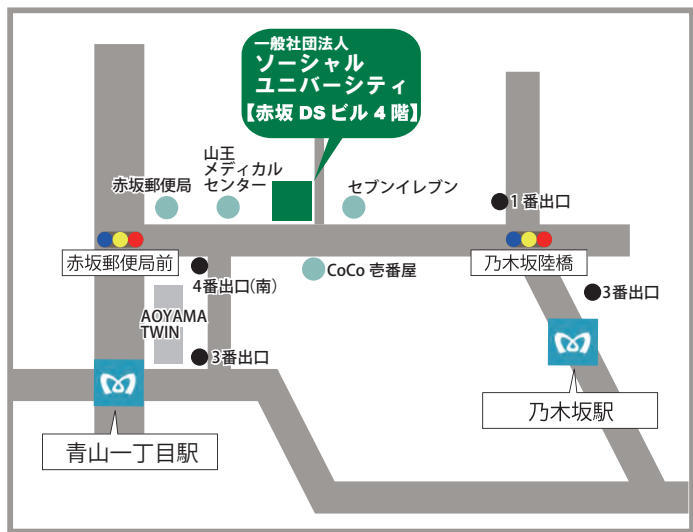 一般社団法人
ソーシャル
ユニバーシティ
【赤坂 DS ビル 4 階】
山王
メディカル
センター
赤坂郵便局
セブンイレブン
1番出口
赤坂郵便局前
乃木坂陸橋
4番出口(南)
CoCo 壱番屋
3番出口
AOYAMA
TWIN
3番出口
乃木坂駅
青山一丁目駅